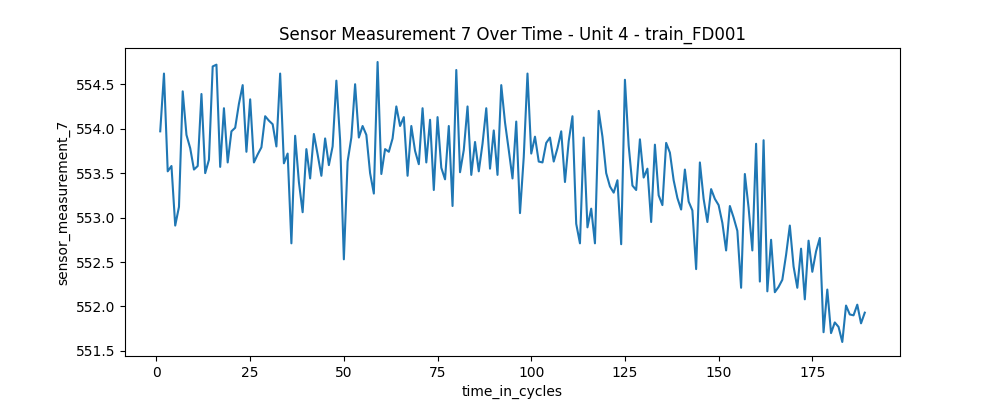 Sensor Measurement 7 Over Time - Unit 4 - train_FD001
sensor_measurement_7
554.5
554.0
553.5
553.0
552.5
552.0
551.5
0 25 50 75 100 125 150 175
time_in_cycles